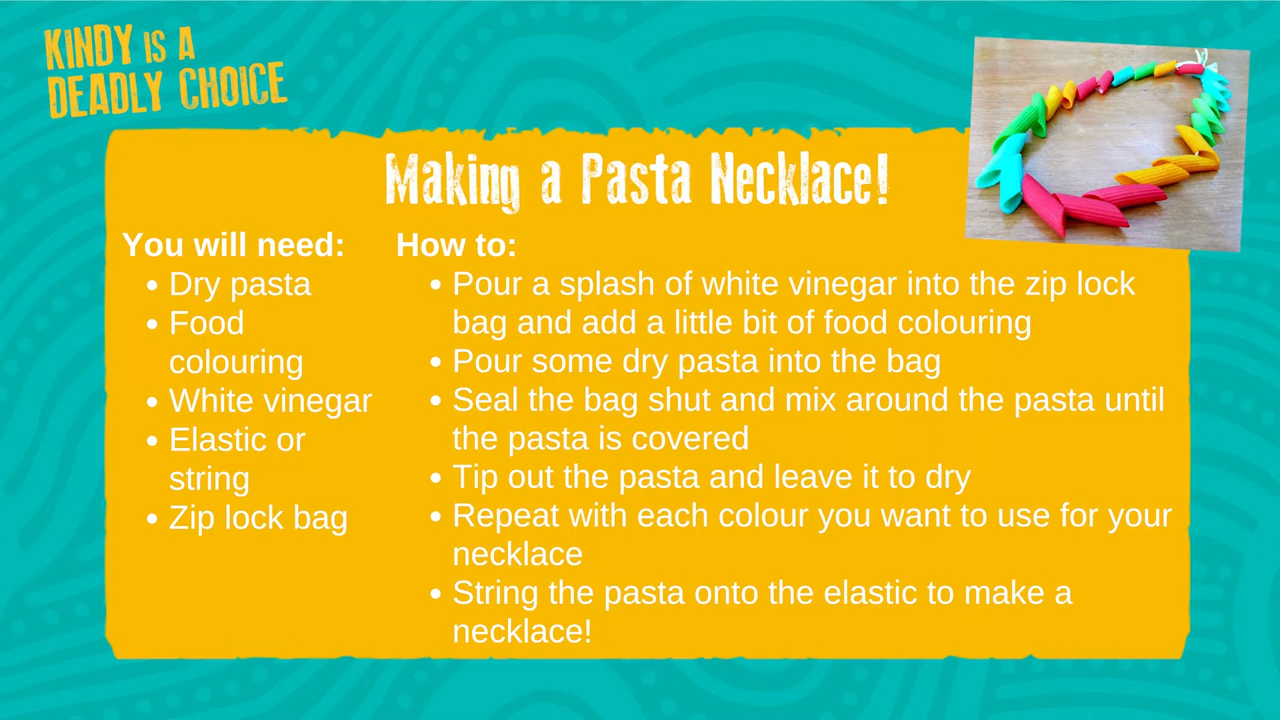 KINDY IS A
DEADLY CHOICE
Making a Pasta Necklace!
You will need:
• Dry pasta
• Food
colouring
• White vinegar
• Elastic or
string
• Zip lock bag
How to:
• Pour a splash of white vinegar into the zip lock
bag and add a little bit of food colouring
• Pour some dry pasta into the bag
• Seal the bag shut and mix around the pasta until
the pasta is covered
• Tip out the pasta and leave it to dry
• Repeat with each colour you want to use for your
necklace
• String the pasta onto the elastic to make a
necklace!